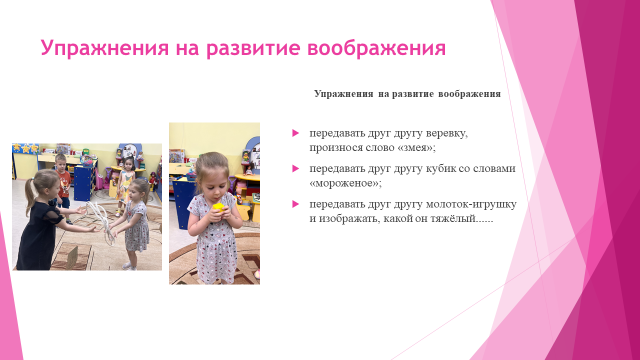 Упражнения на развитие воображения
Упражнения на развитие воображения
передавать друг другу веревку,
произнося слово «змея»;
передавать друг другу кубик со словами
«мороженое»;
передавать друг другу молоток-игрушку
и изображать, какой он тяжёлый......